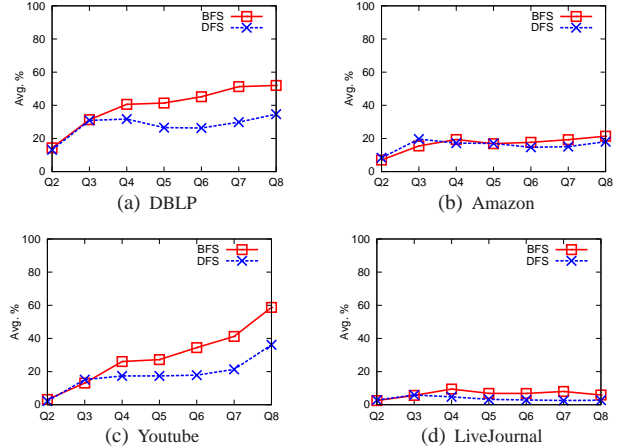 100
80
60
40
20
0
Avg. %
BFS
DFS
Q2 Q3 Q4 Q5 Q6 Q7 Q8
(a) DBLP
100
80
60
40
20
0
Avg. %
BFS
DFS
Q2 Q3 Q4 Q5 Q6 Q7 Q8
(b) Amazon
100
80
60
40
20
0
Avg. %
BFS
DFS
Q2 Q3 Q4 Q5 Q6 Q7 Q8
(c) Youtube
100
80
60
40
20
0
Avg. %
BFS
DFS
Q2 Q3 Q4 Q5 Q6 Q7 Q8
(d) LiveJournal